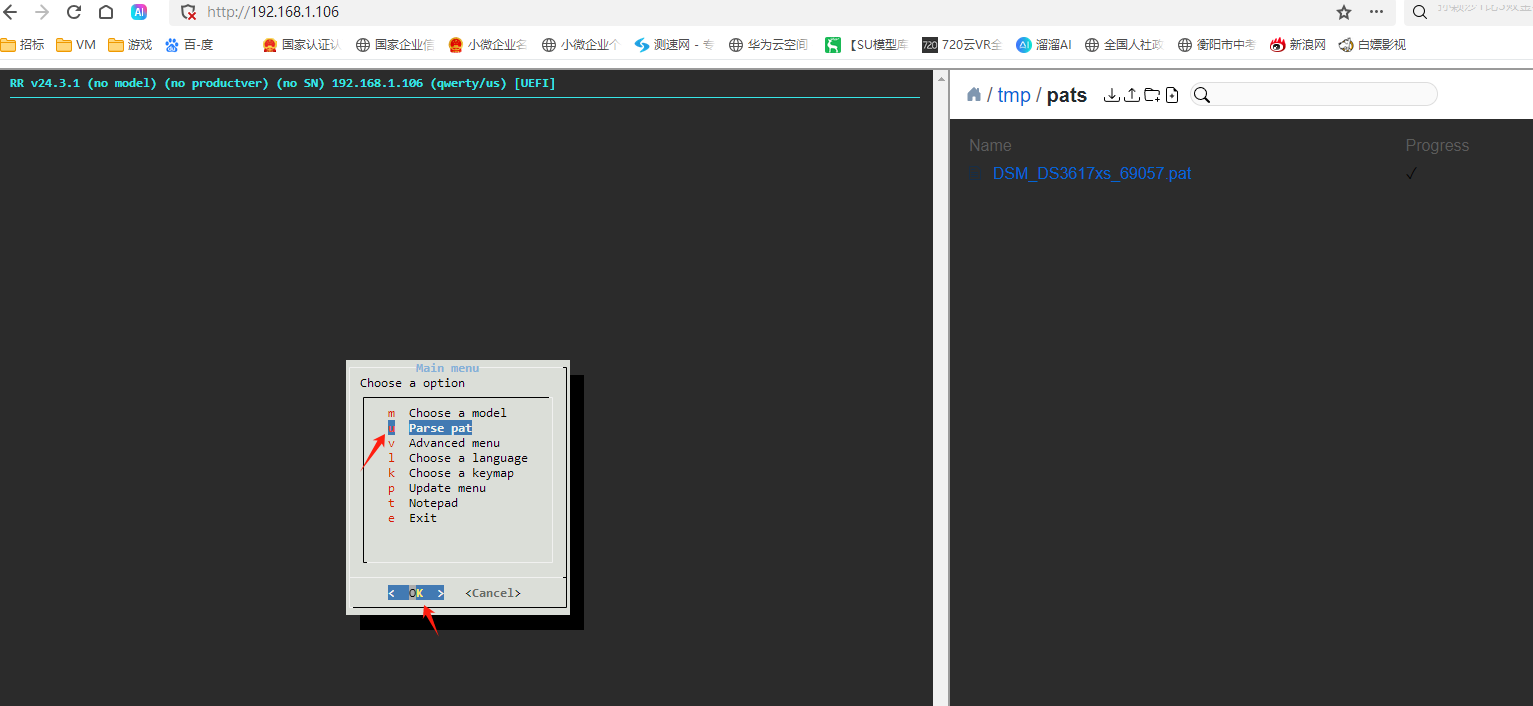 AI http://192.168.1.106
招标 VM 游戏 百-度 国家认证认 国家企业信 小微企业名 小微企业个 测速网 - 专 华为云空间 【SU模型库 720 720云VR全 AI 溜溜AI 全国人社政 衡阳市中考 新浪网 白嫖影视
RR v24.3.1 (no model) (no productver) (no SN) 192.168.1.106 (qwerty/us) [UEFI]
/ tmp / pats
Name Progress
DSM_DS3617xs_69057.pat ✓
Main menu
Choose a option
m Choose a model
Parse pat
v Advanced menu
l Choose a language
k Choose a keymap
p Update menu
t Notepad
e Exit
< OK > <Cancel>